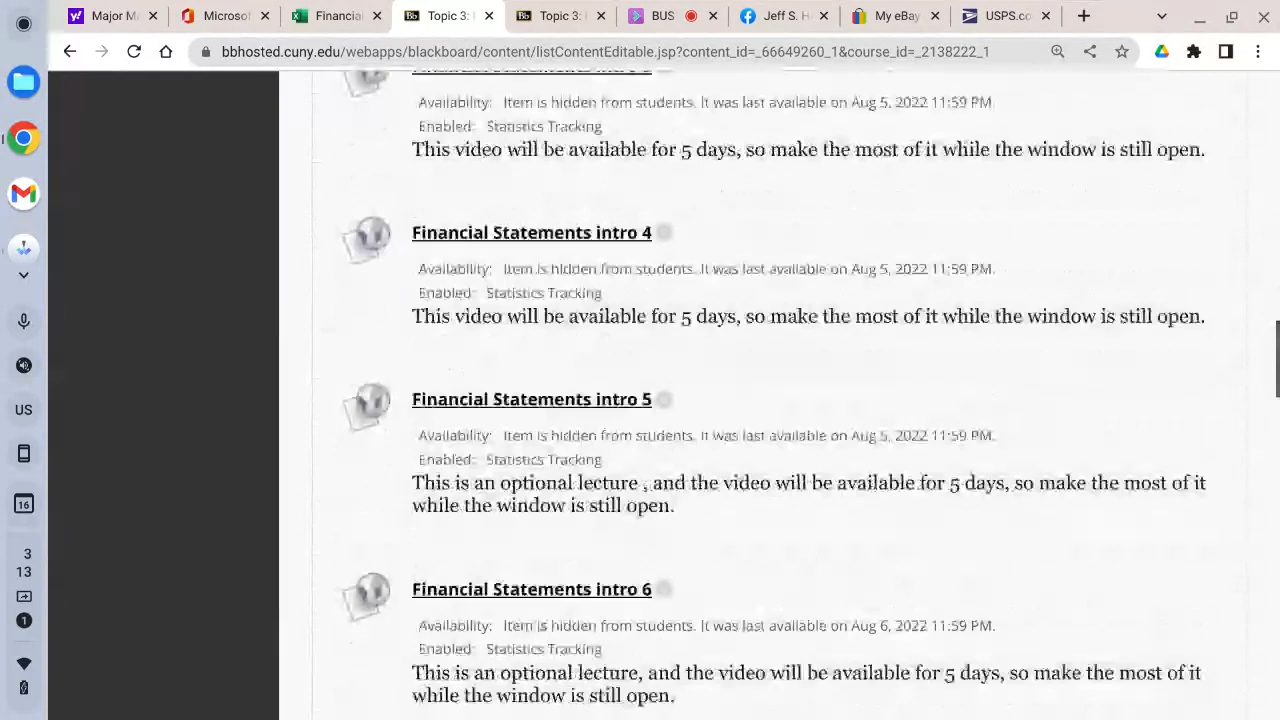 Major M
Microsof
Financial
Bb Topic 3:
Bb Topic 3:
BUS
Jeff S. H
My eBay
USPS.co
bbhosted.cuny.edu/webapps/blackboard/content/listContentEditable.jsp?content_id=_66649260_1&course_id=_2138222_1
Availability: Item is hidden from students. It was last available on Aug 5, 2022 11:59 PM.
Enabled: Statistics Tracking
This video will be available for 5 days, so make the most of it while the window is still open.
Financial Statements intro 4
Availability: Item is hidden from students. It was last available on Aug 5, 2022 11:59 PM.
Enabled: Statistics Tracking
This video will be available for 5 days, so make the most of it while the window is still open.
Financial Statements intro 5
Availability: Item is hidden from students. It was last available on Aug 5, 2022 11:59 PM.
Enabled: Statistics Tracking
This is an optional lecture , and the video will be available for 5 days, so make the most of it
while the window is still open.
Financial Statements intro 6
Availability: Item is hidden from students. It was last available on Aug 6, 2022 11:59 PM.
Enabled: Statistics Tracking
This is an optional lecture, and the video will be available for 5 days, so make the most of it
while the window is still open.
US
16
3
13
1